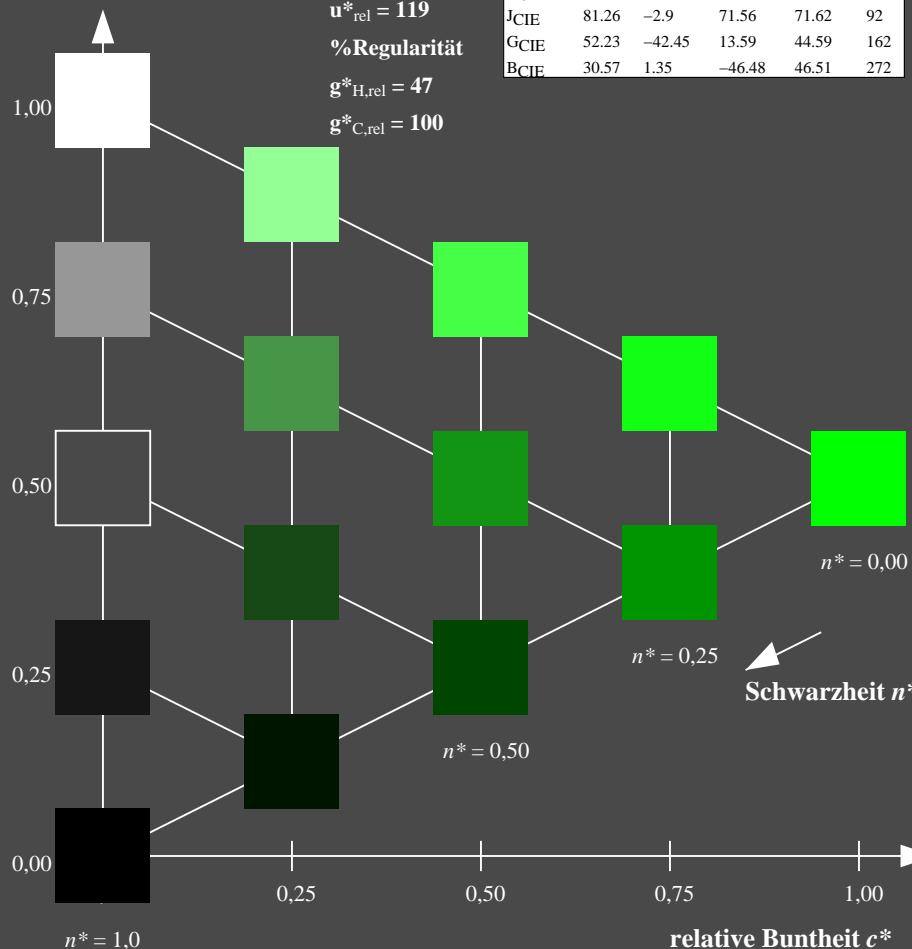 u*rel = 119
%Regularität
g*H,rel = 47
g*C,rel = 100
JCIE 81.26 −2.9 71.56 71.62 92
GCIE 52.23 −42.45 13.59 44.59 162
BCIE 30.57 1.35 −46.48 46.51 272
1,00
0,75
0,50
0,25
0,00
n* = 0,00
n* = 0,25
Schwarzheit n*
n* = 0,50
0,25 0,50 0,75 1,00
n* = 1,0
relative Buntheit c*